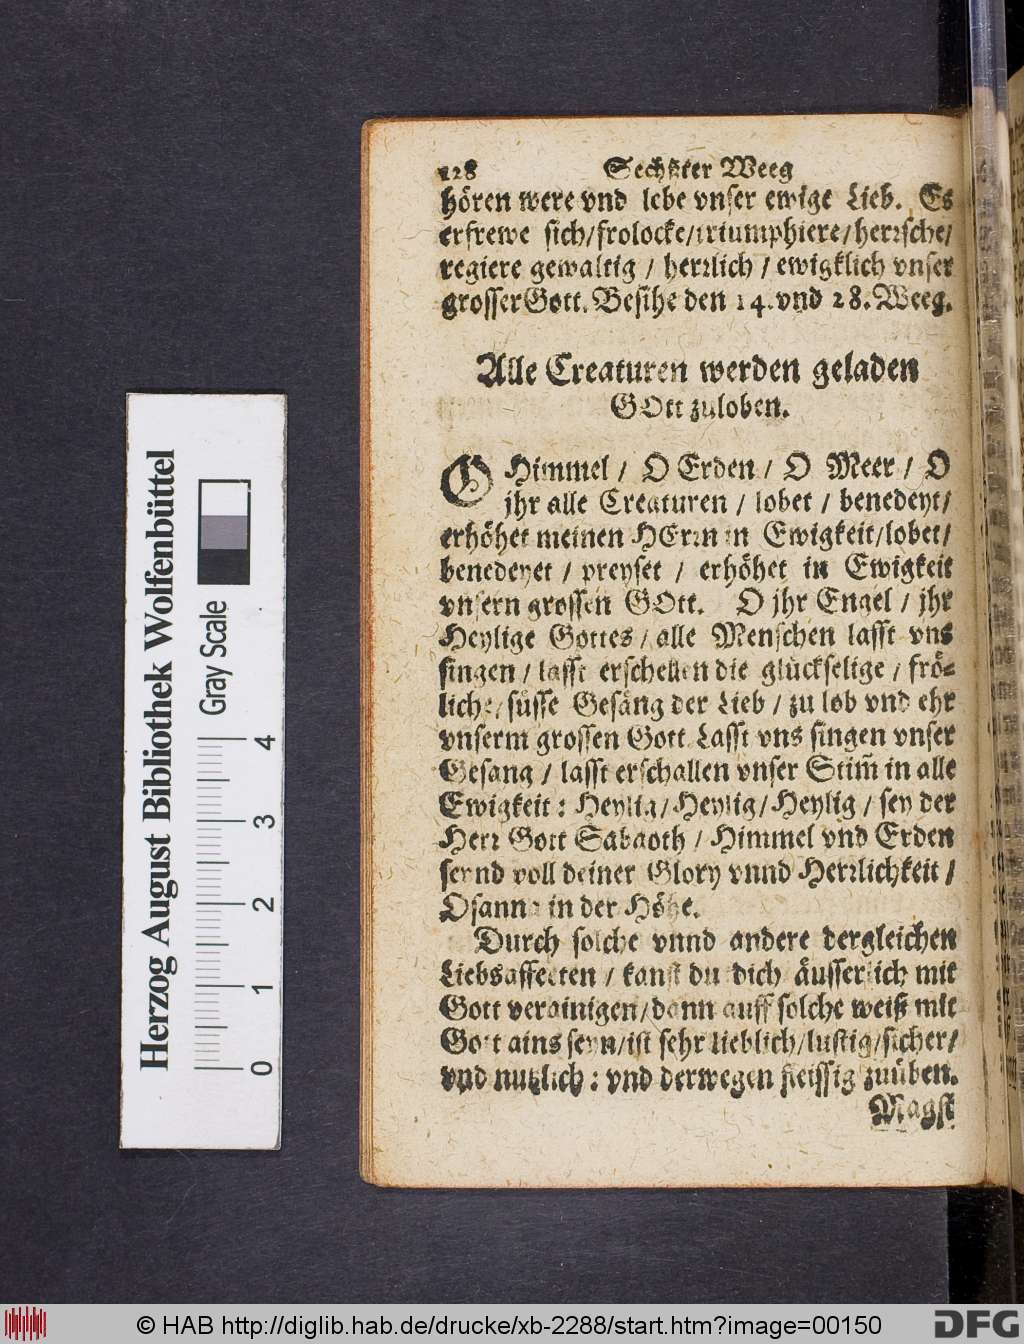 128 Sechster Weeg
hören were vnd lebe vnser ewige Lieb. Es
erfrewe sich/frolocke/triumphiere/herrsche/
regiere gewaltig / herrlich / ewigklich vnser
grosser Gott. Besihe den 14. vnd 28. Weeg.
Alle Creaturen werden geladen
GOtt zuloben.
O Himmel / O Erden / O Meer / O
jhr alle Creaturen / lobet / benedeyt/
erhöhet meinen HErrn in Ewigkeit/lobet/
benedeyet / preyset / erhöhet in Ewigkeit
vnsern grossen GOtt. O jhr Engel / jhr
Heylige Gottes / alle Menschen lasst vns
singen / lasst erschellen die glückselige / frö-
liche/ süsse Gesäng der Lieb / zu lob vnd ehr
vnserm grossen Gott. Lasst vns singen vnser
Gesang / lasst erschallen vnser Stim̃ in alle
Ewigkeit: Heylig/ Heylig/ Heylig / sey der
Herr Gott Sabaoth / Himmel vnd Erden
seynd voll deiner Glory vnnd Herrlichkeit /
Osanna in der Höhe.
Durch solche vnnd andere dergleichen
Liebsaffecten / kanst du dich äusserlich mit
Gott verainigen/dann auff solche weiß mit
Gott ains seyn/ist sehr lieblich/lustig/sicher/
vnd nutzlich: vnd derwegen fleissig zuüben.
Magst
Herzog August Bibliothek Wolfenbüttel
Gray Scale
0 1 2 3 4
© HAB http://diglib.hab.de/drucke/xb-2288/start.htm?image=00150
DFG